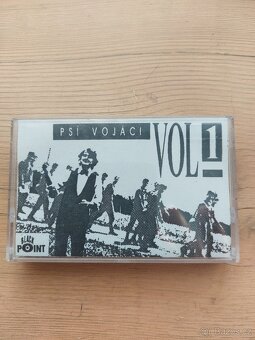 PSÍ VOJÁCI
VOL 1
BLACK
POINT